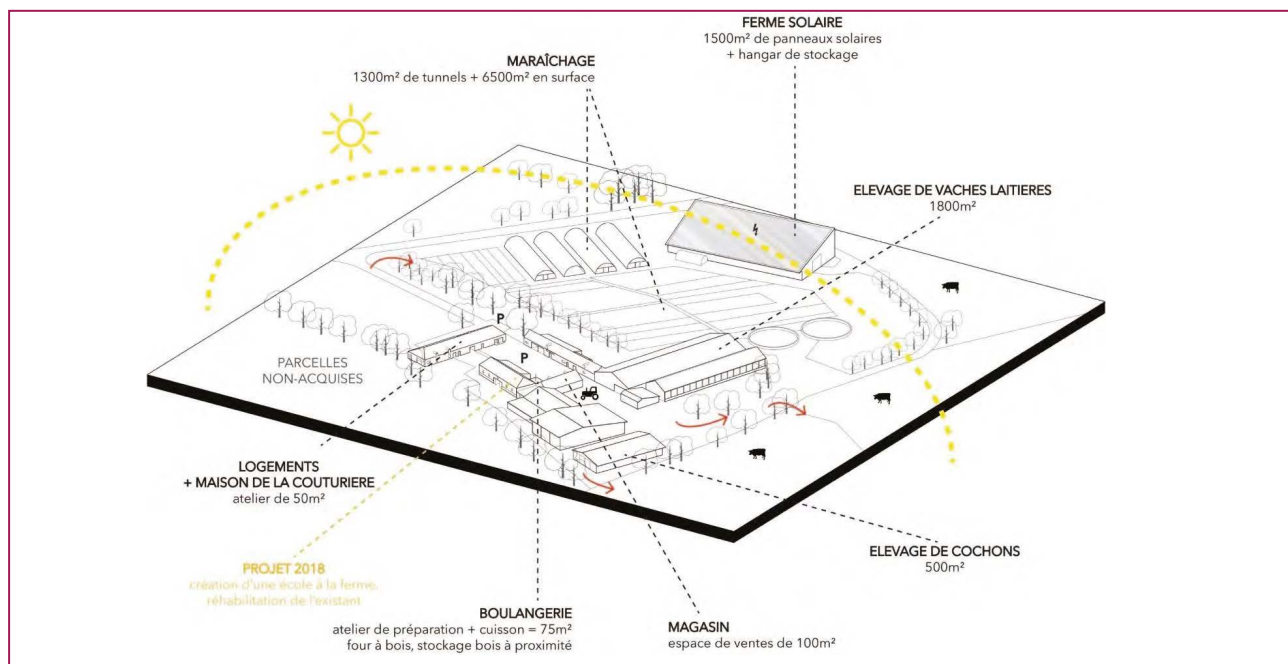 FERME SOLAIRE
1500m² de panneaux solaires
+ hangar de stockage
MARAÎCHAGE
1300m² de tunnels + 6500m² en surface
ELEVAGE DE VACHES LAITIERES
1800m²
P
P
PARCELLES
NON-ACQUISES
LOGEMENTS
+ MAISON DE LA COUTURIERE
atelier de 50m²
ELEVAGE DE COCHONS
500m²
PROJET 2018
création d'une école à la ferme,
réhabilitation de l'existant
BOULANGERIE
atelier de préparation + cuisson = 75m²
four à bois, stockage bois à proximité
MAGASIN
espace de ventes de 100m²